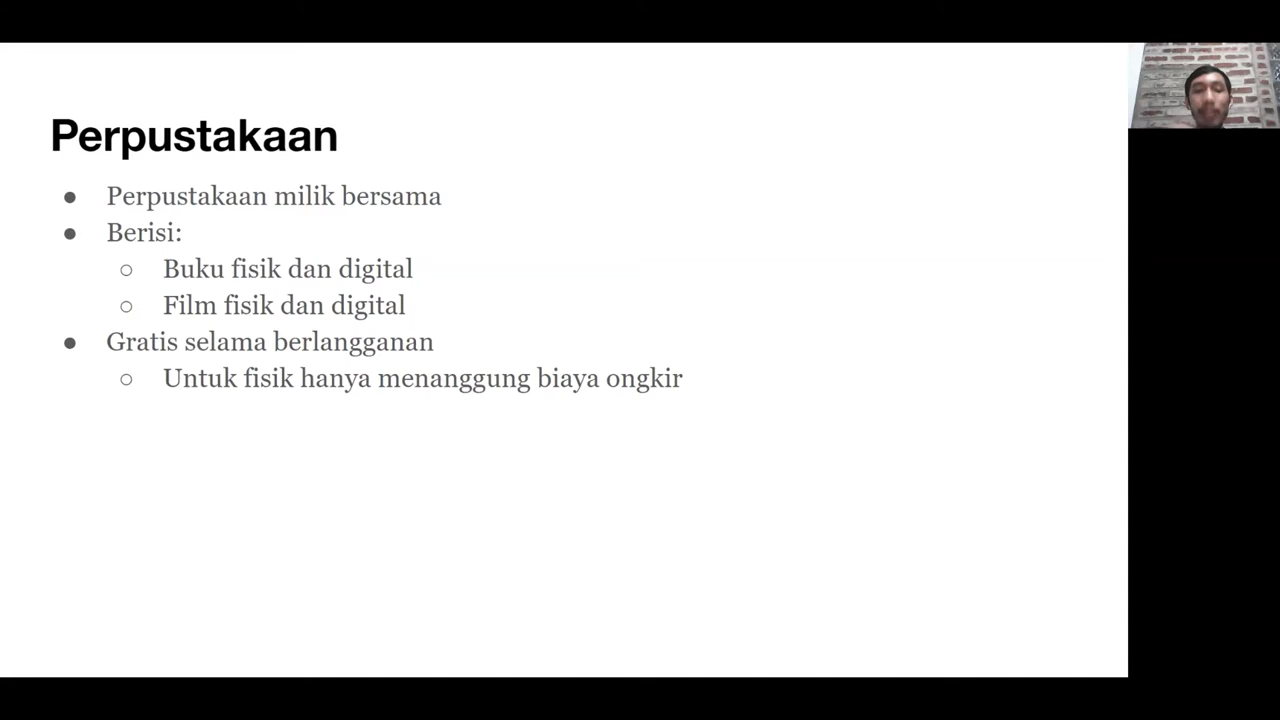 Perpustakaan
● Perpustakaan milik bersama
● Berisi:
○ Buku fisik dan digital
○ Film fisik dan digital
● Gratis selama berlangganan
○ Untuk fisik hanya menanggung biaya ongkir